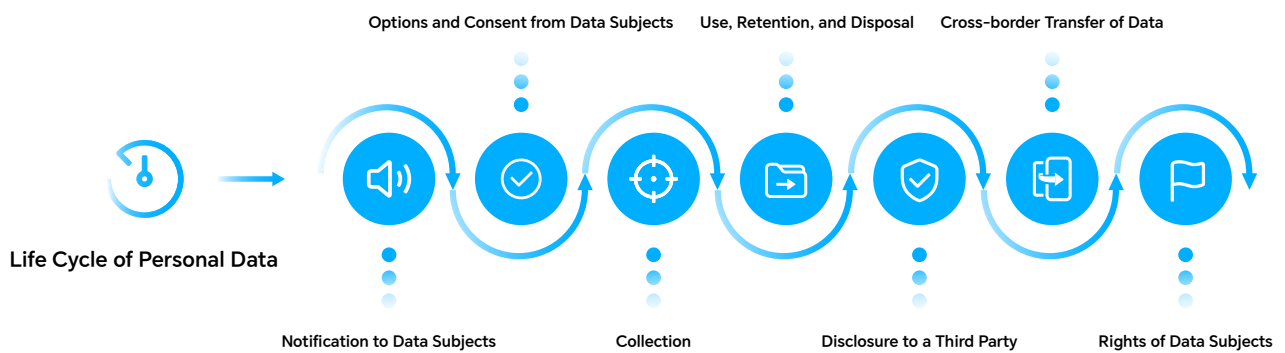 Options and Consent from Data Subjects
Use, Retention, and Disposal
Cross-border Transfer of Data
Life Cycle of Personal Data
Notification to Data Subjects
Collection
Disclosure to a Third Party
Rights of Data Subjects